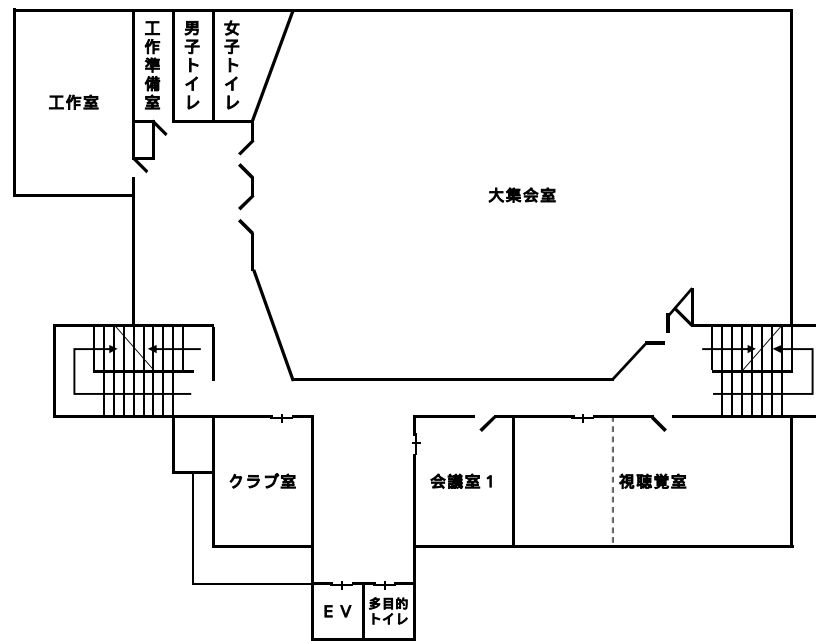 工作準備室
男子トイレ
女子トイレ
工作室
大集会室
クラブ室
会議室1
視聴覚室
EV
多目的
トイレ